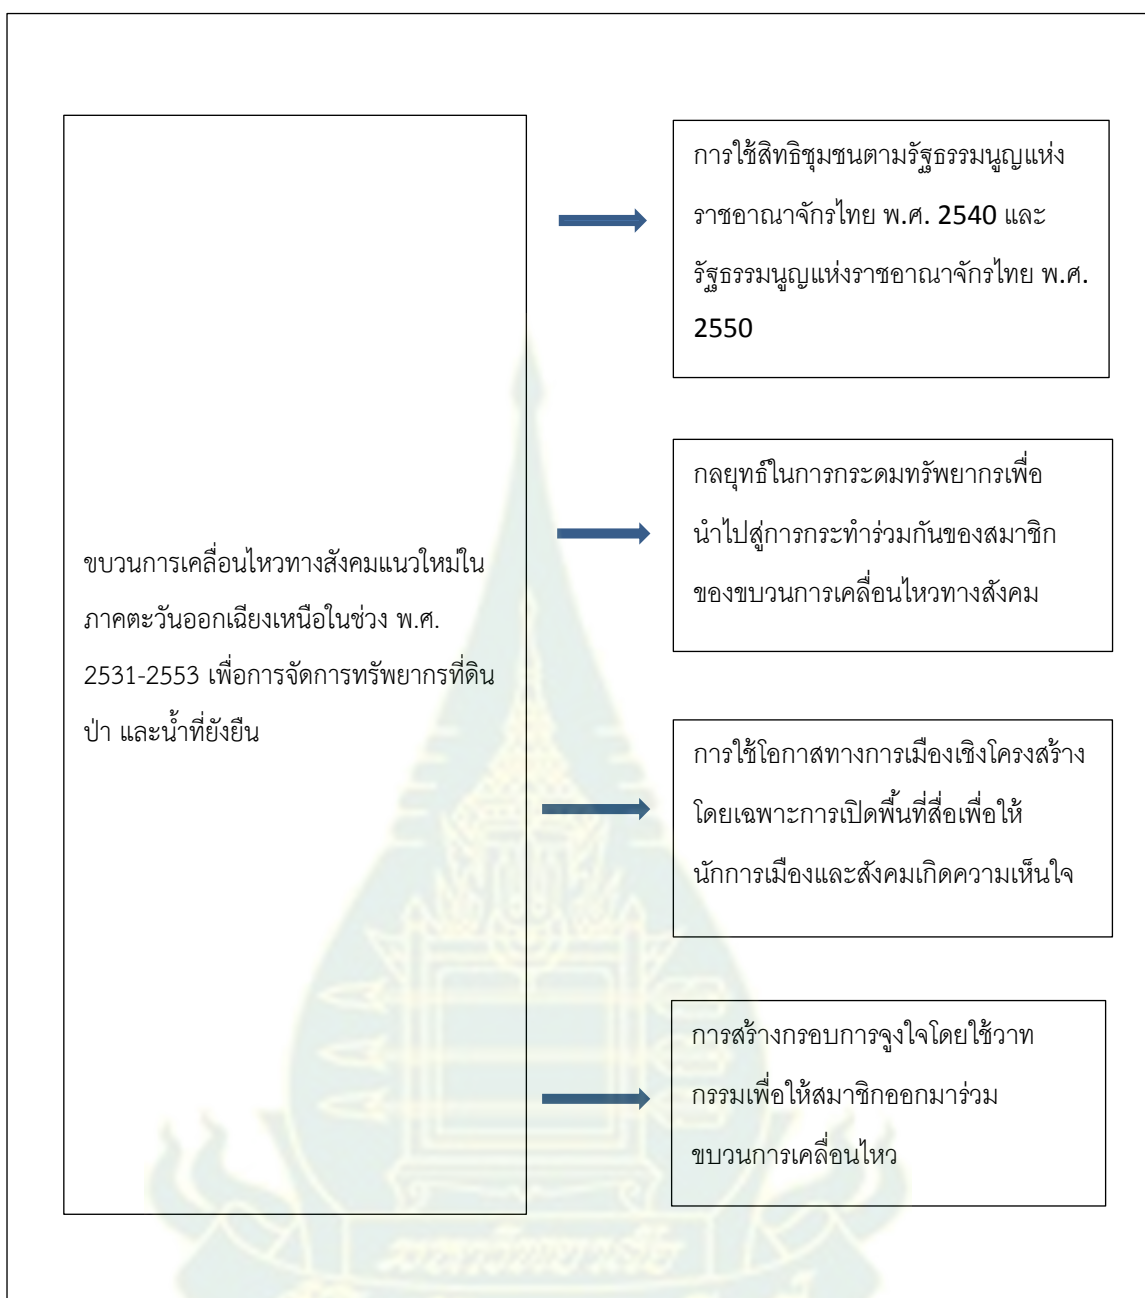 ขบวนการเคลื่อนไหวทางสังคมแนวใหม่ใน
ภาคตะวันออกเฉียงเหนือในช่วง พ.ศ.
2531-2553 เพื่อการจัดการทรัพยากรที่ดิน
ป่า และน้ำที่ยังยืน
การใช้สิทธิชุมชนตามรัฐธรรมนูญแห่ง
ราชอาณาจักรไทย พ.ศ. 2540 และ
รัฐธรรมนูญแห่งราชอาณาจักรไทย พ.ศ.
2550
กลยุทธ์ในการกระดมทรัพยากรเพื่อ
นำไปสู่การกระทำร่วมกันของสมาชิก
ของขบวนการเคลื่อนไหวทางสังคม
การใช้โอกาสทางการเมืองเชิงโครงสร้าง
โดยเฉพาะการเปิดพื้นที่สื่อเพื่อให้
นักการเมืองและสังคมเกิดความเห็นใจ
การสร้างกรอบการจูงใจโดยใช้วาท
กรรมเพื่อให้สมาชิกออกมาร่วม
ขบวนการเคลื่อนไหว